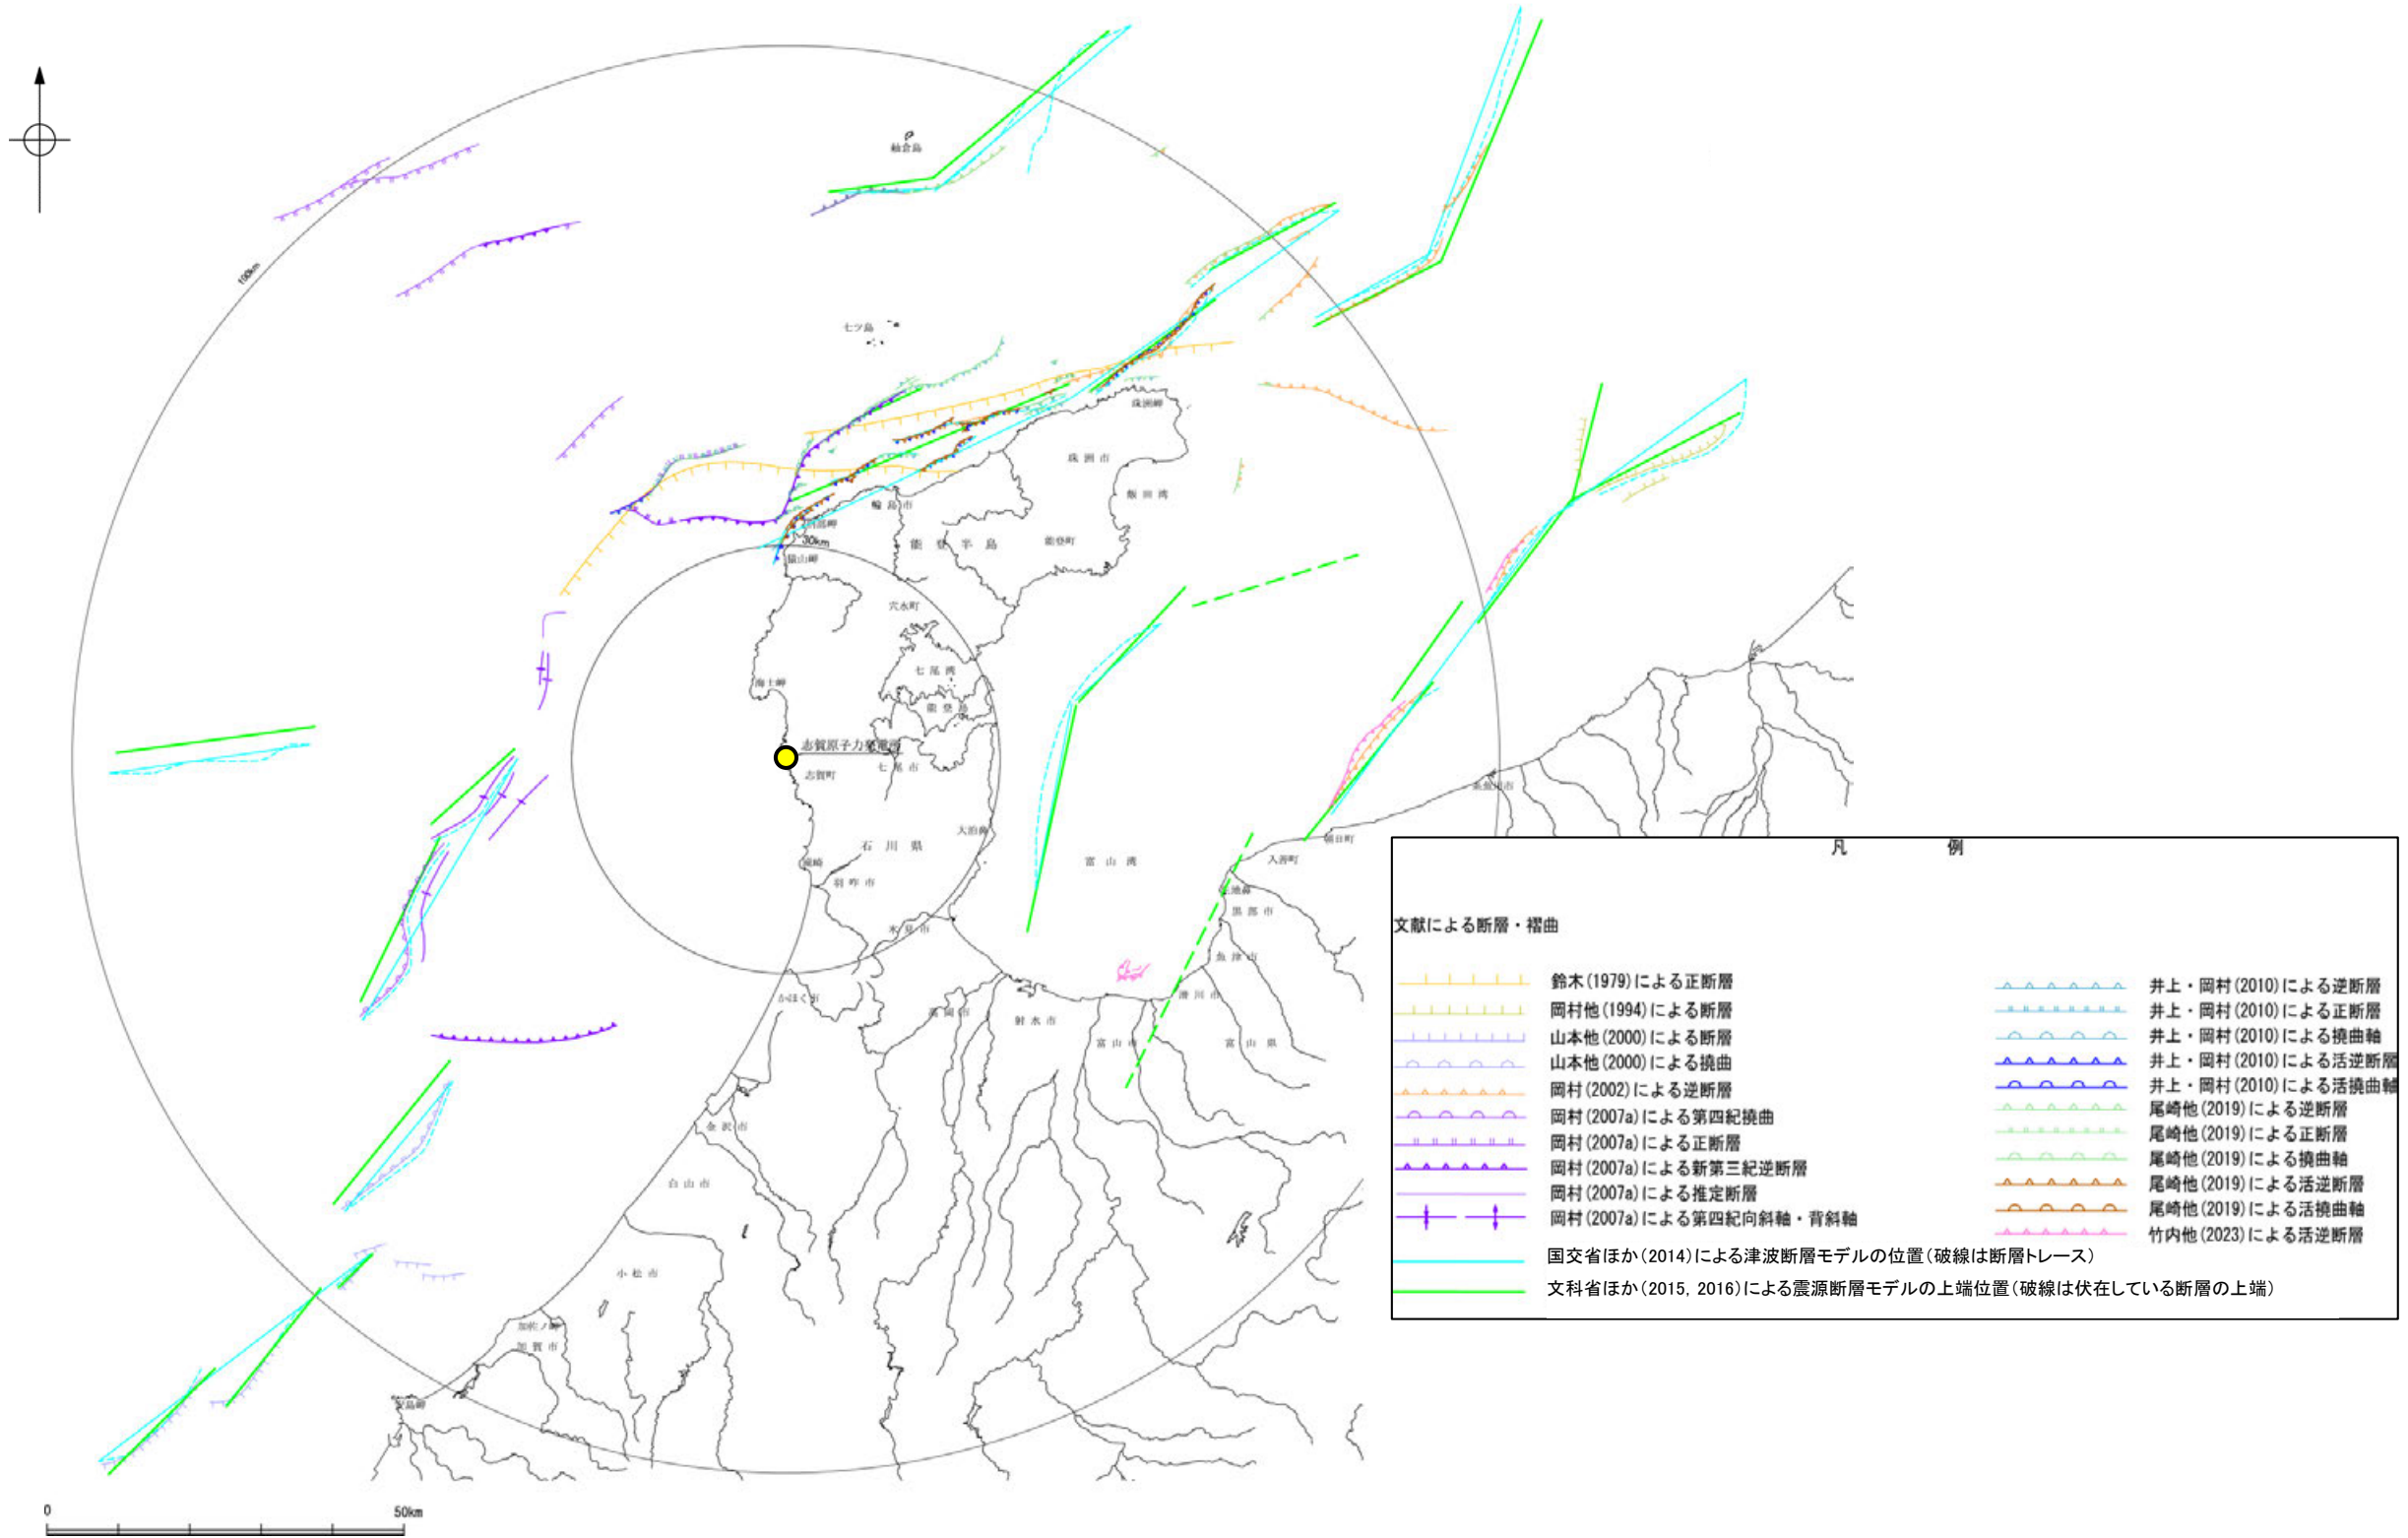 舳倉島
100km
七ツ島
珠洲岬
珠洲市
飯田湾
輪島市
30km
猿山岬
能登半島
能登町
穴水町
七尾湾
海士岬
能登島
志賀原子力発電所
七尾市
志賀町
糸魚川市
大泊鼻
石川県
富山湾
朝日町
入善町
滝崎
羽咋市
生地鼻
黒部市
氷見市
魚津市
かほく市
滑川市
高岡市
射水市
富山市
富山県
金沢市
白山市
小松市
加佐ノ岬
加賀市
安島岬
0 50km
凡 例
文献による断層・褶曲
鈴木(1979)による正断層
岡村他(1994)による断層
山本他(2000)による断層
山本他(2000)による撓曲
岡村(2002)による逆断層
岡村(2007a)による第四紀撓曲
岡村(2007a)による正断層
岡村(2007a)による新第三紀逆断層
岡村(2007a)による推定断層
岡村(2007a)による第四紀向斜軸・背斜軸
井上・岡村(2010)による逆断層
井上・岡村(2010)による正断層
井上・岡村(2010)による撓曲軸
井上・岡村(2010)による活逆断層
井上・岡村(2010)による活撓曲軸
尾崎他(2019)による逆断層
尾崎他(2019)による正断層
尾崎他(2019)による撓曲軸
尾崎他(2019)による活逆断層
尾崎他(2019)による活撓曲軸
竹内他(2023)による活逆断層
国交省ほか(2014)による津波断層モデルの位置(破線は断層トレース)
文科省ほか(2015, 2016)による震源断層モデルの上端位置(破線は伏在している断層の上端)